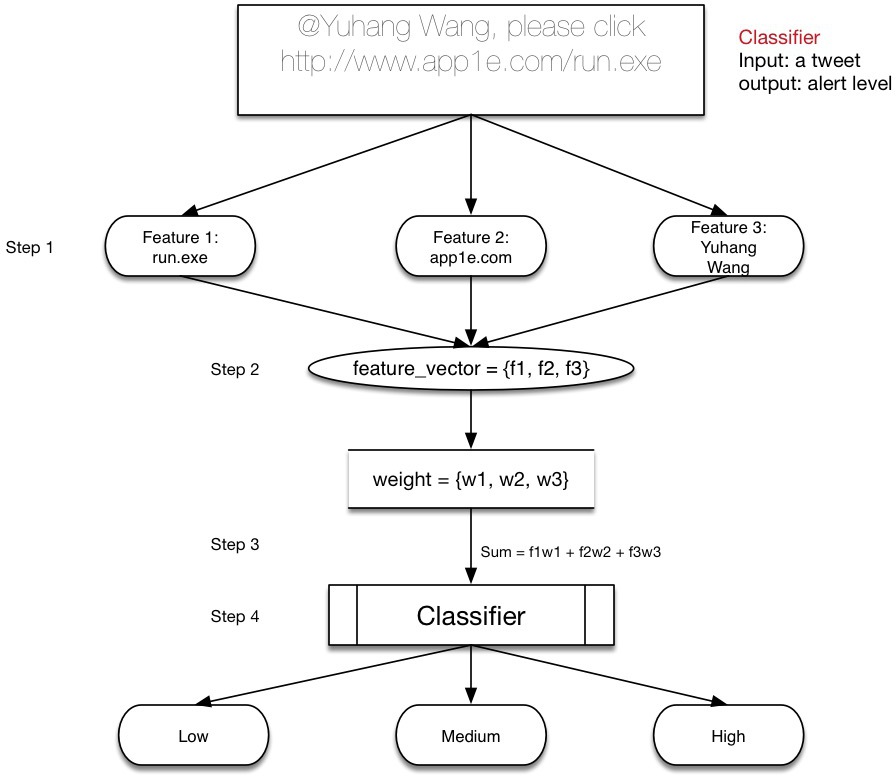 @Yuhang Wang, please click
http://www.app1e.com/run.exe
Classifier
Input: a tweet
output: alert level
Step 1
Feature 1:
run.exe
Feature 2:
app1e.com
Feature 3:
Yuhang
Wang
Step 2
feature_vector = {f1, f2, f3}
weight = {w1, w2, w3}
Step 3
Sum = f1w1 + f2w2 + f3w3
Step 4
Classifier
Low
Medium
High